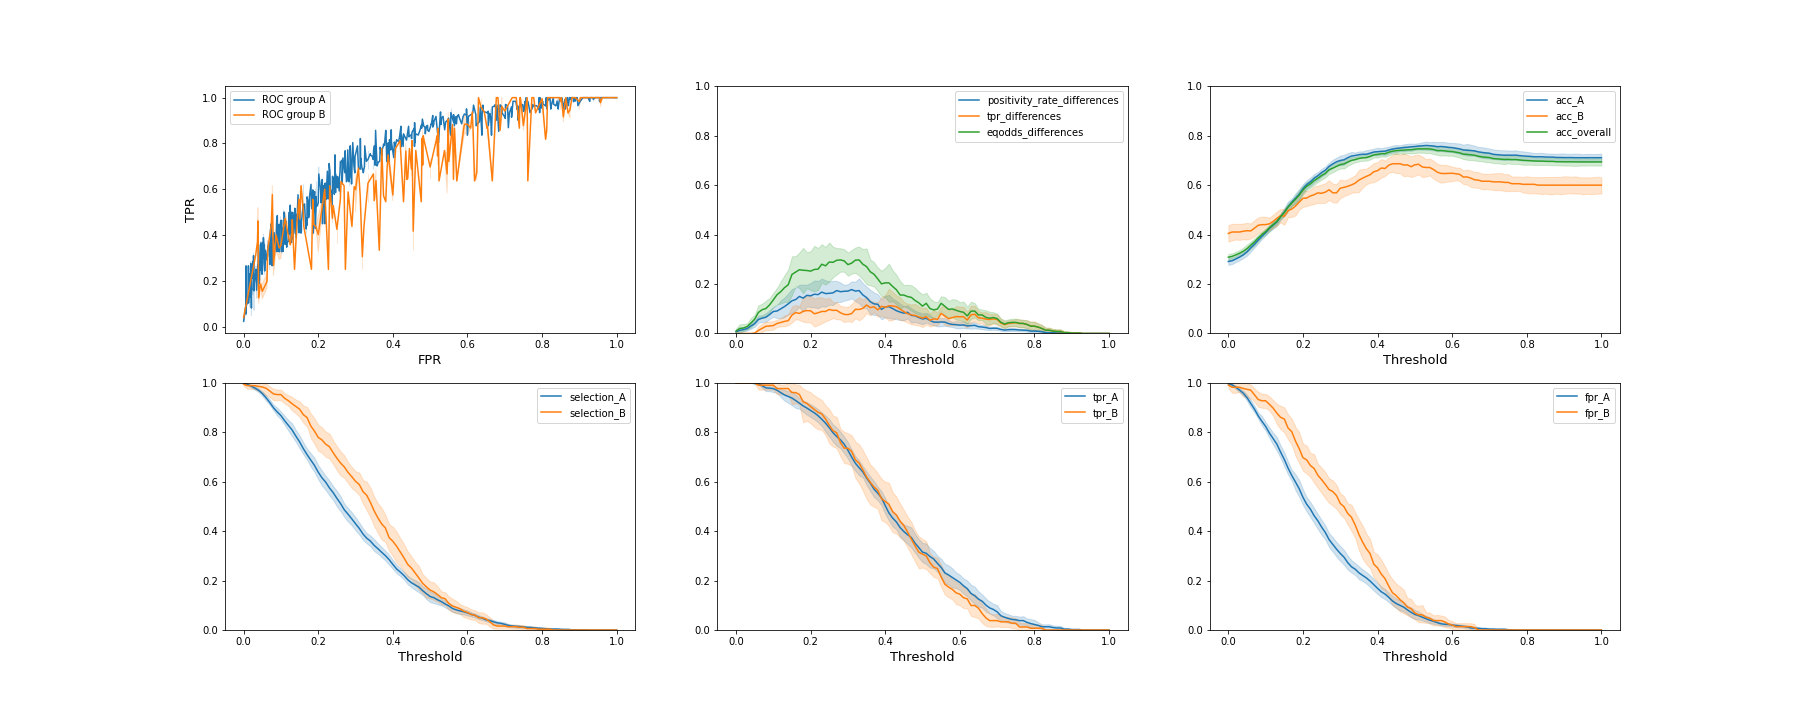 ROC group A
ROC group B
1.0
0.8
0.6
0.4
0.2
0.0
TPR
0.0 0.2 0.4 0.6 0.8 1.0
FPR
positivity_rate_differences
tpr_differences
eqodds_differences
1.0
0.8
0.6
0.4
0.2
0.0
0.0 0.2 0.4 0.6 0.8 1.0
Threshold
acc_A
acc_B
acc_overall
1.0
0.8
0.6
0.4
0.2
0.0
0.0 0.2 0.4 0.6 0.8 1.0
Threshold
selection_A
selection_B
1.0
0.8
0.6
0.4
0.2
0.0
0.0 0.2 0.4 0.6 0.8 1.0
Threshold
tpr_A
tpr_B
1.0
0.8
0.6
0.4
0.2
0.0
0.0 0.2 0.4 0.6 0.8 1.0
Threshold
fpr_A
fpr_B
1.0
0.8
0.6
0.4
0.2
0.0
0.0 0.2 0.4 0.6 0.8 1.0
Threshold